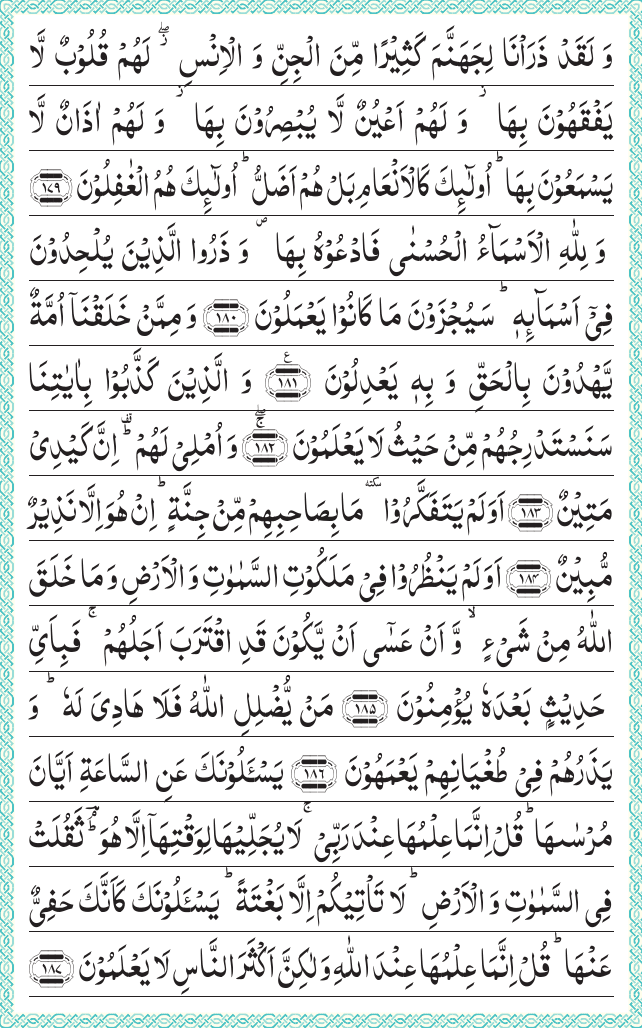 وَ لَقَدْ ذَرَاْنَا لِجَهَنَّمَ كَثِيْرًا مِّنَ الْجِنِّ وَ الْاِنْسِ ۖ٘ لَهُمْ قُلُوْبٌ لَّا
يَفْقَهُوْنَ بِهَا ٘ وَ لَهُمْ اَعْيُنٌ لَّا يُبْصِرُوْنَ بِهَا ٘ وَ لَهُمْ اٰذَانٌ لَّا
يَسْمَعُوْنَ بِهَا ؕ اُولٰٓئِكَ كَالْاَنْعَامِ بَلْ هُمْ اَضَلُّ ؕ اُولٰٓئِكَ هُمُ الْغٰفِلُوْنَ ﴿۱۷۹﴾
وَ لِلّٰهِ الْاَسْمَآءُ الْحُسْنٰى فَادْعُوْهُ بِهَا ۪ وَ ذَرُوا الَّذِيْنَ يُلْحِدُوْنَ
فِيْۤ اَسْمَآىِٕهٖ ؕ سَيُجْزَوْنَ مَا كَانُوْا يَعْمَلُوْنَ ﴿۱۸۰﴾ وَ مِمَّنْ خَلَقْنَاۤ اُمَّةٌ
يَّهْدُوْنَ بِالْحَقِّ وَ بِهٖ يَعْدِلُوْنَ ﴿۱۸۱﴾ ع وَ الَّذِيْنَ كَذَّبُوْا بِاٰيٰتِنَا
سَنَسْتَدْرِجُهُمْ مِّنْ حَيْثُ لَا يَعْلَمُوْنَ ﴿۱۸۲﴾ ۚۖ وَ اُمْلِيْ لَهُمْ ؕ۫ اِنَّ كَيْدِيْ
مَتِيْنٌ ﴿۱۸۳﴾ اَوَلَمْ يَتَفَكَّرُوْا ٚ مَا بِصَاحِبِهِمْ مِّنْ جِنَّةٍ ؕ اِنْ هُوَ اِلَّا نَذِيْرٌ
مُّبِيْنٌ ﴿۱۸۴﴾ اَوَلَمْ يَنْظُرُوْا فِيْ مَلَكُوْتِ السَّمٰوٰتِ وَ الْاَرْضِ وَ مَا خَلَقَ
اللّٰهُ مِنْ شَيْءٍ ۙ وَّ اَنْ عَسٰۤى اَنْ يَّكُوْنَ قَدِ اقْتَرَبَ اَجَلُهُمْ ۚ فَبِاَيِّ
حَدِيْثٍۭ بَعْدَهٗ يُؤْمِنُوْنَ ﴿۱۸۵﴾ مَنْ يُّضْلِلِ اللّٰهُ فَلَا هَادِيَ لَهٗ ؕ وَ
يَذَرُهُمْ فِيْ طُغْيَانِهِمْ يَعْمَهُوْنَ ﴿۱۸۶﴾ يَسْـَٔلُوْنَكَ عَنِ السَّاعَةِ اَيَّانَ
مُرْسٰىهَا ؕ قُلْ اِنَّمَا عِلْمُهَا عِنْدَ رَبِّيْ ۚ لَا يُجَلِّيْهَا لِوَقْتِهَاۤ اِلَّا هُوَ ؕۘؔ ثَقُلَتْ
فِي السَّمٰوٰتِ وَ الْاَرْضِ ؕ لَا تَاْتِيْكُمْ اِلَّا بَغْتَةً ؕ يَسْـَٔلُوْنَكَ كَاَنَّكَ حَفِيٌّ
عَنْهَا ؕ قُلْ اِنَّمَا عِلْمُهَا عِنْدَ اللّٰهِ وَ لٰكِنَّ اَكْثَرَ النَّاسِ لَا يَعْلَمُوْنَ ﴿۱۸۷﴾